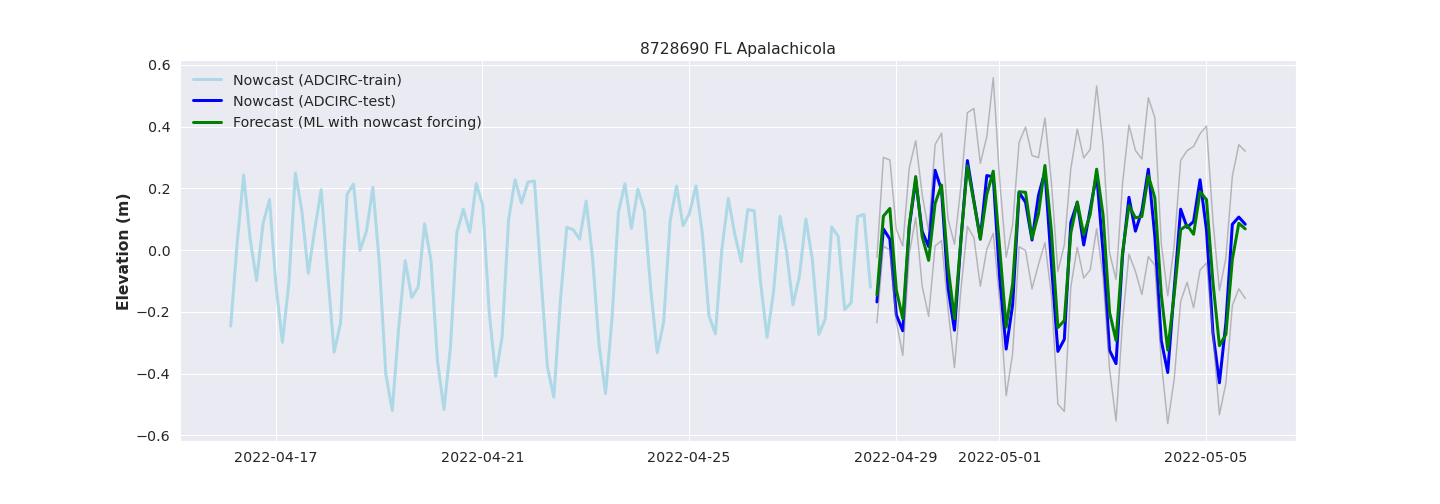 8728690 FL Apalachicola
Nowcast (ADCIRC-train)
Nowcast (ADCIRC-test)
Forecast (ML with nowcast forcing)
Elevation (m)
0.6
0.4
0.2
0.0
−0.2
−0.4
−0.6
2022-04-17 2022-04-21 2022-04-25 2022-04-29 2022-05-01 2022-05-05